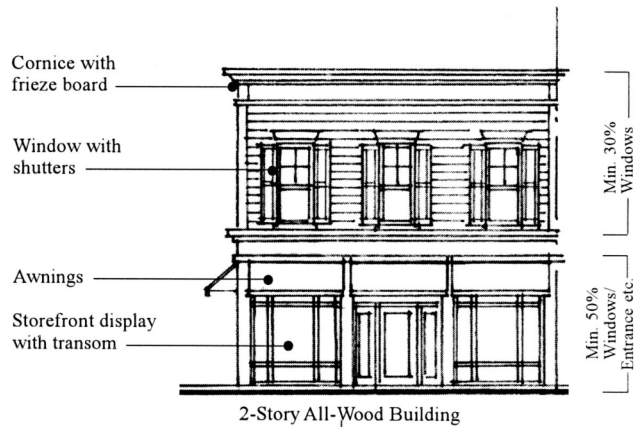 Cornice with
frieze board
Window with
shutters
Awnings
Storefront display
with transom
Min. 30%
Windows
Min. 50%
Windows/
Entrance etc.
2-Story All-Wood Building